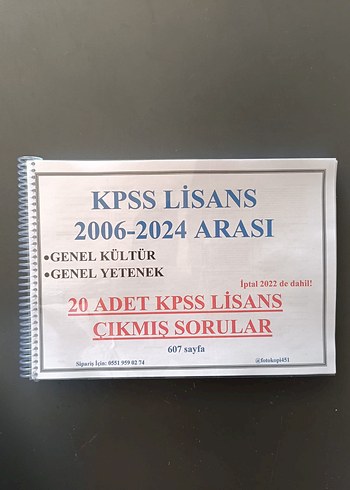 KPSS LİSANS
2006-2024 ARASI
•GENEL KÜLTÜR
•GENEL YETENEK
İptal 2022 de dahil!
20 ADET KPSS LİSANS
ÇIKMIŞ SORULAR
607 sayfa
Sipariş İçin: 0551 959 02 74
@fotokopi451